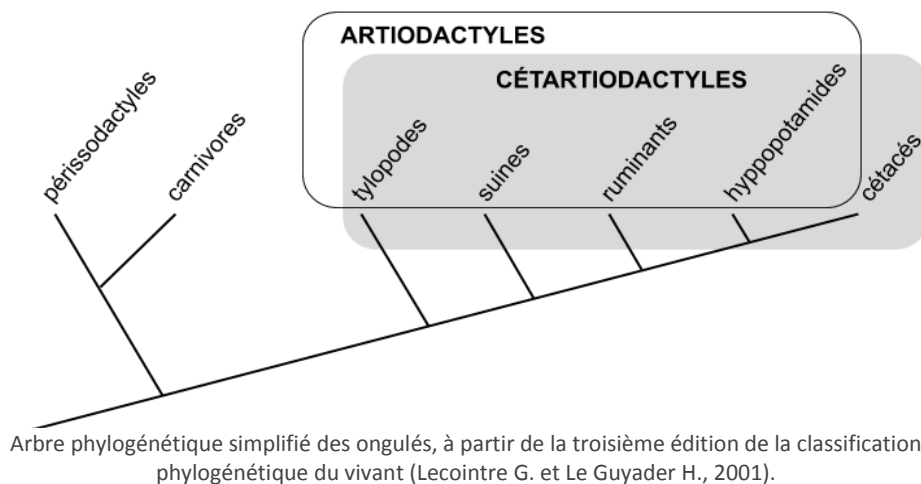 ARTIODACTYLES
CÉTARTIODACTYLES
périssodactyles
carnivores
tylopodes
suines
ruminants
hyppopotamides
cétacés
Arbre phylogénétique simplifié des ongulés, à partir de la troisième édition de la classification
phylogénétique du vivant (Lecointre G. et Le Guyader H., 2001).